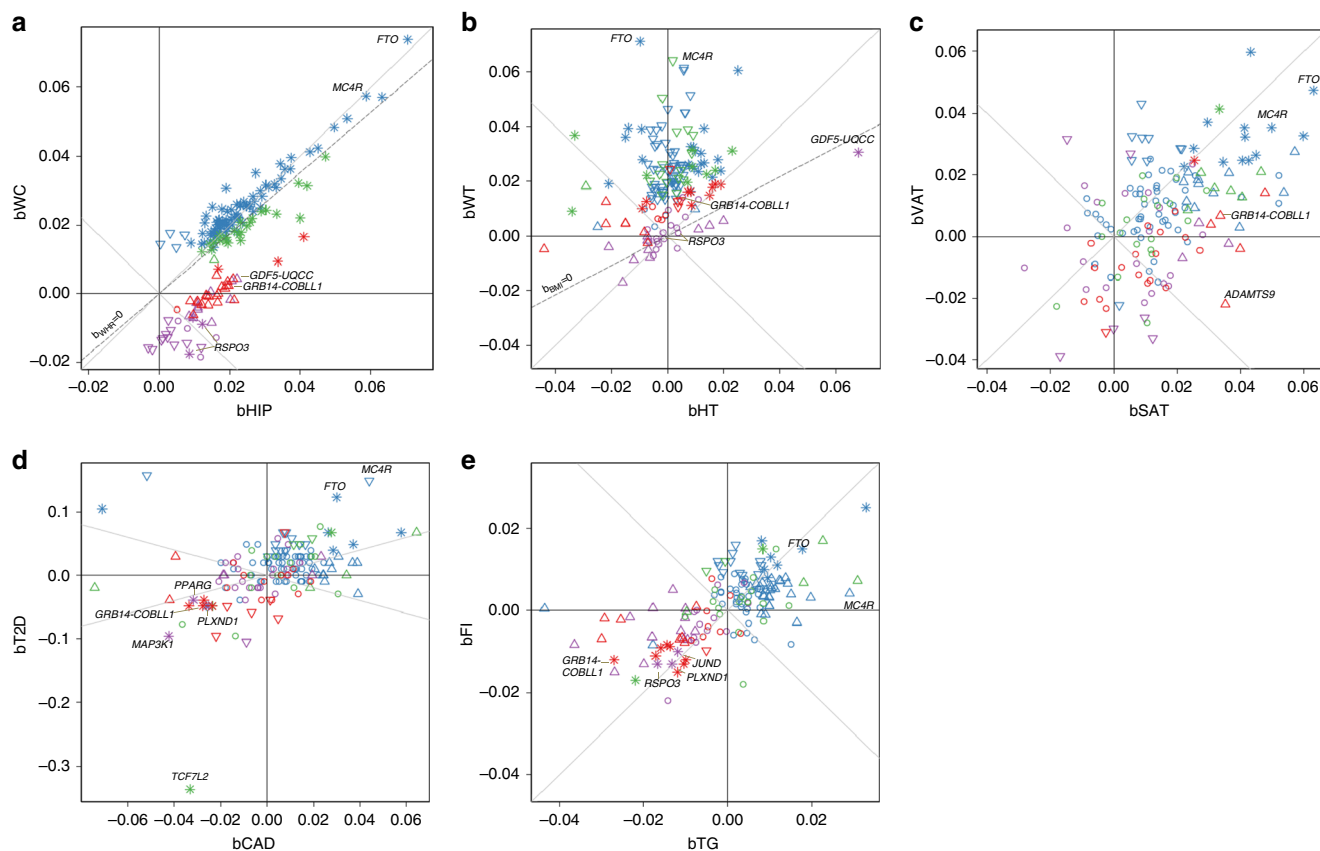 a
bWC
0.06
0.04
0.02
0.00
−0.02
FTO
MC4R
GDF5-UQCC
GRB14-COBLL1
RSPO3
bWHR=0
−0.02
0.00
0.02
0.04
0.06
bHIP
b
bWT
0.06
0.04
0.02
0.00
−0.02
FTO
MC4R
GDF5-UQCC
GRB14-COBLL1
RSPO3
bBMI=0
−0.04
−0.02
0.00
0.02
0.04
0.06
bHT
c
bVAT
0.06
0.04
0.02
0.00
−0.02
−0.04
FTO
MC4R
GRB14-COBLL1
ADAMTS9
−0.04
−0.02
0.00
0.02
0.04
0.06
bSAT
d
bT2D
0.1
0.0
−0.1
−0.2
−0.3
MC4R
FTO
PPARG
GRB14-COBLL1
PLXND1
MAP3K1
TCF7L2
−0.06
−0.04
−0.02
0.00
0.02
0.04
0.06
bCAD
e
bFI
0.02
0.00
−0.02
−0.04
FTO
MC4R
GRB14-
COBLL1
JUND
RSPO3
PLXND1
−0.04
−0.02
0.00
0.02
bTG